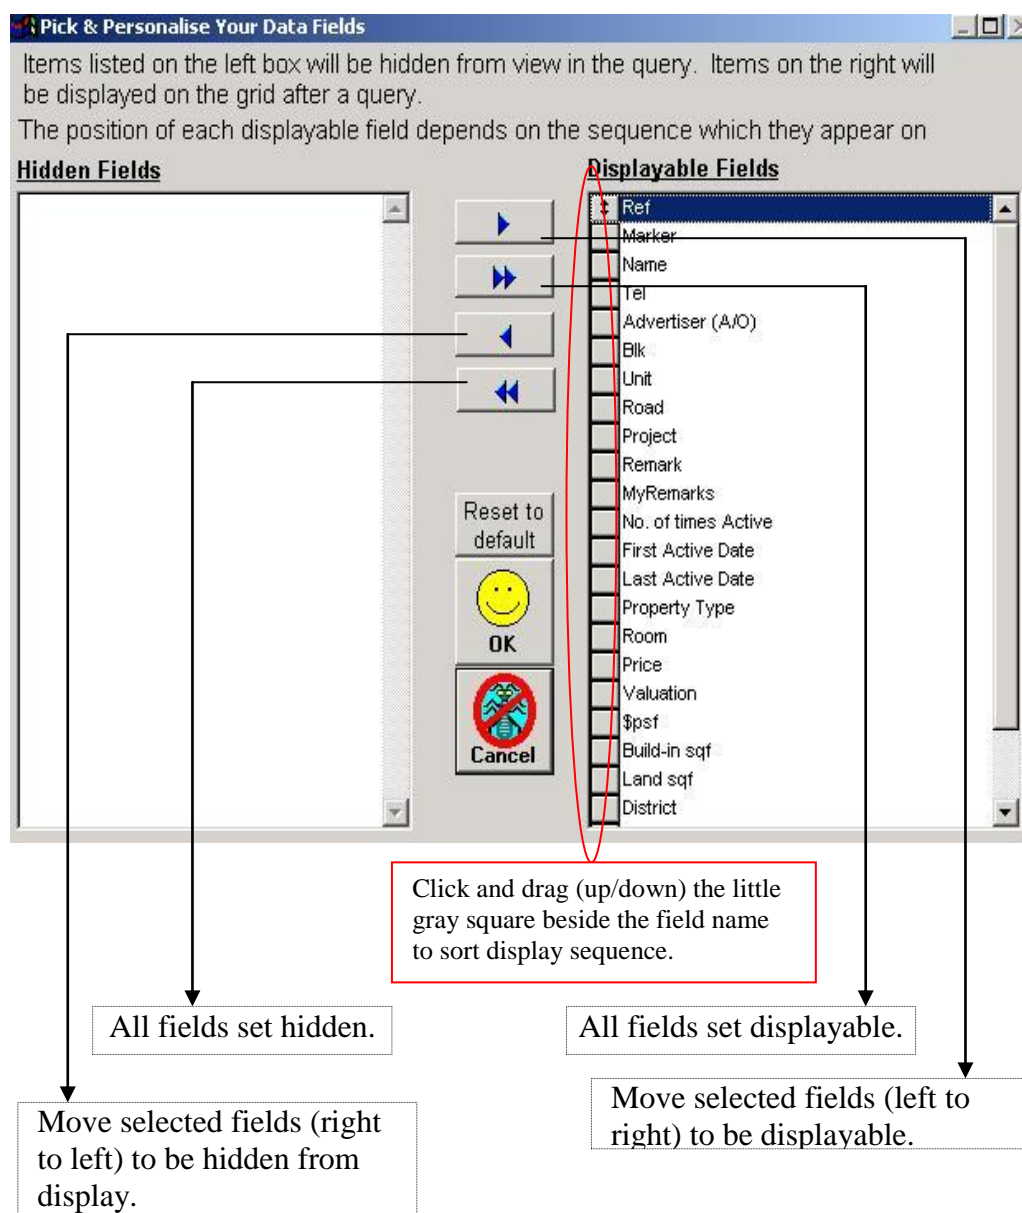 Pick & Personalise Your Data Fields
Items listed on the left box will be hidden from view in the query. Items on the right will
be displayed on the grid after a query.
The position of each displayable field depends on the sequence which they appear on
Hidden Fields
Displayable Fields
Ref
Marker
Name
Tel
Advertiser (A/O)
Blk
Unit
Road
Project
Remark
MyRemarks
No. of times Active
First Active Date
Last Active Date
Property Type
Room
Price
Valuation
$psf
Build-in sqf
Land sqf
District
Reset to
default
OK
Cancel
Click and drag (up/down) the little
gray square beside the field name
to sort display sequence.
All fields set hidden.
All fields set displayable.
Move selected fields (right
to left) to be hidden from
display.
Move selected fields (left to
right) to be displayable.